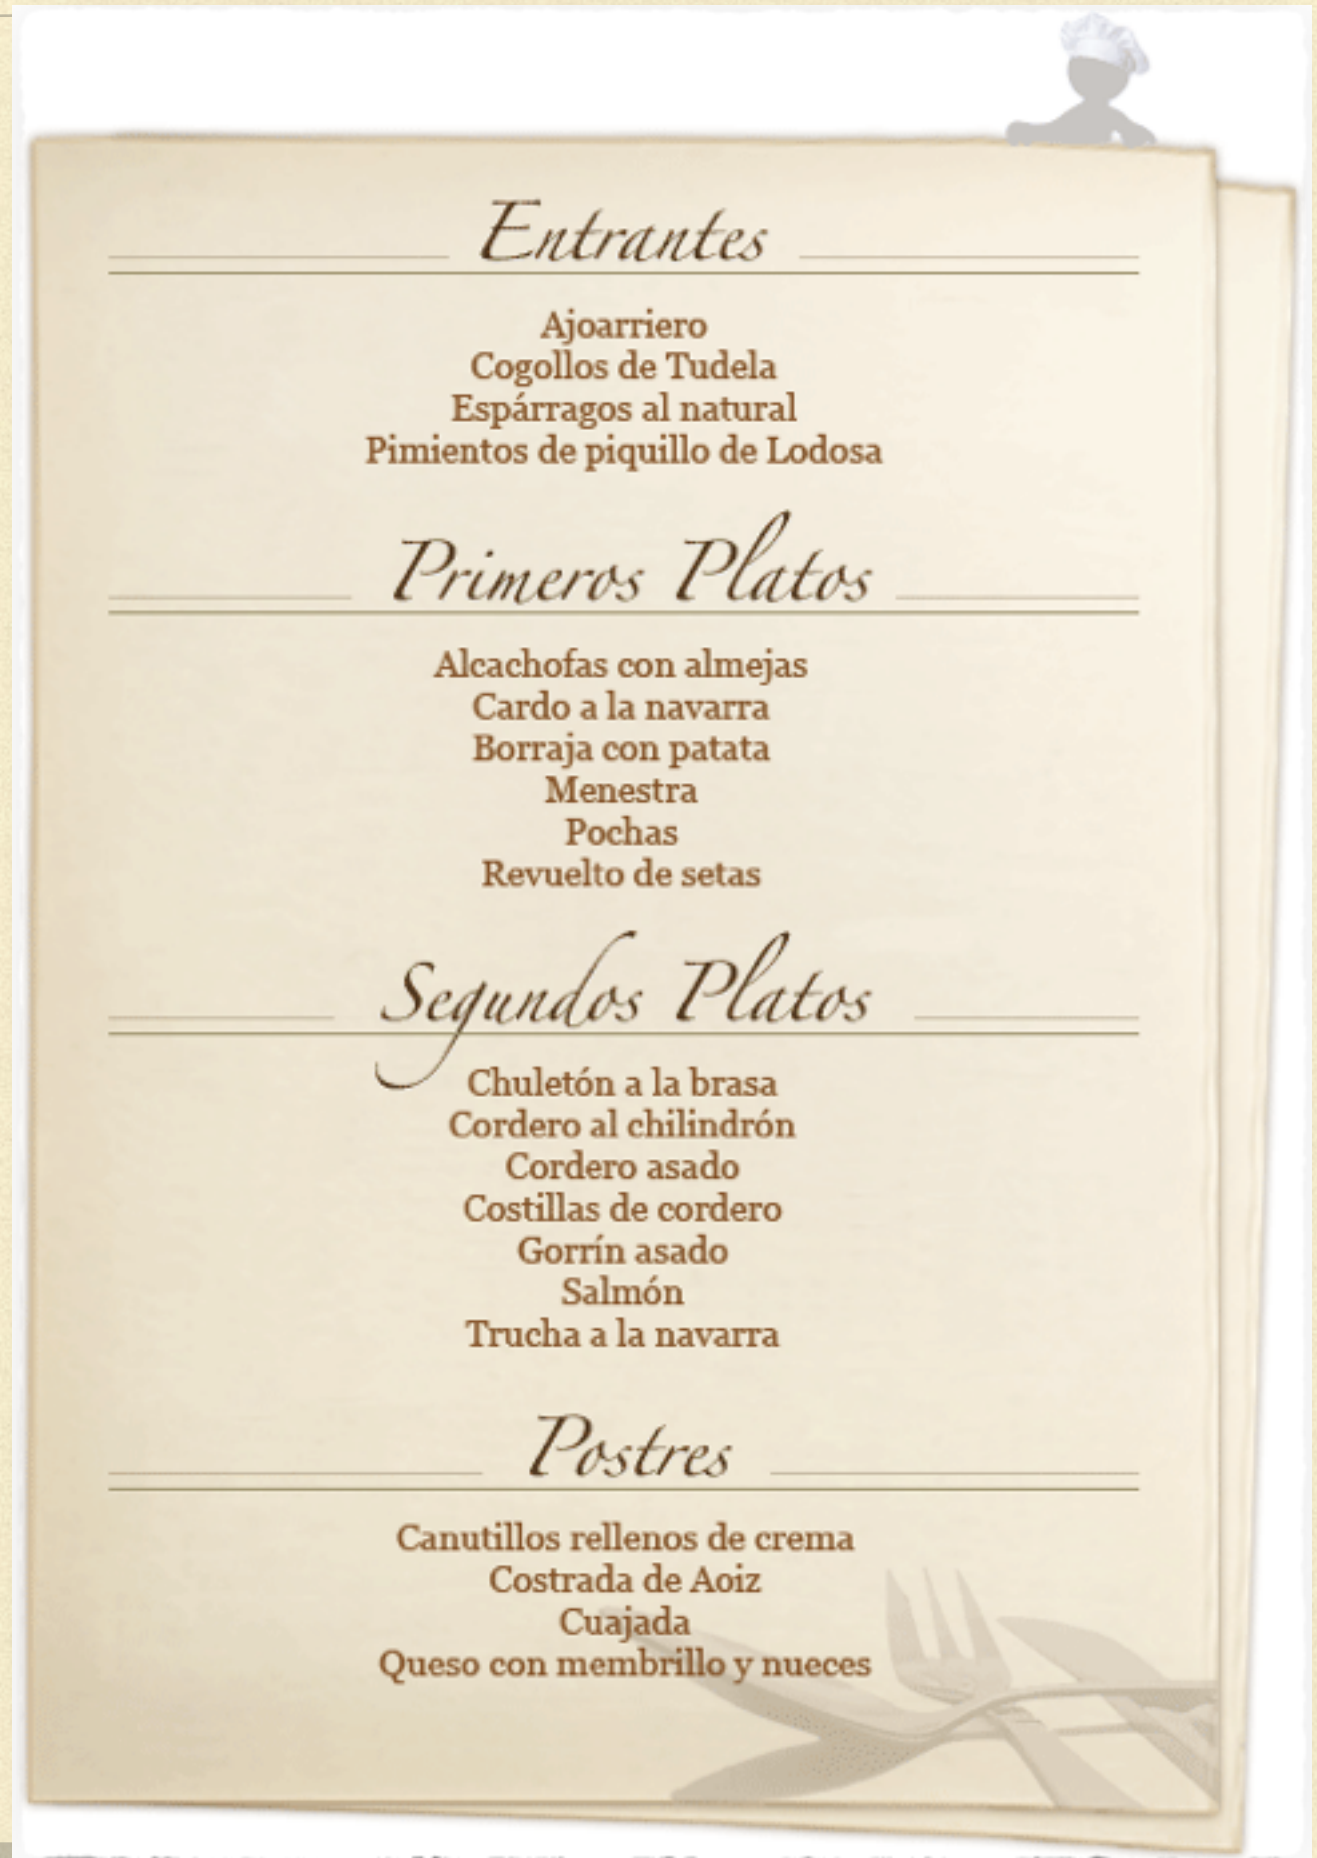 Entrantes
Ajoarriero
Cogollos de Tudela
Espárragos al natural
Pimientos de piquillo de Lodosa
Primeros Platos
Alcachofas con almejas
Cardo a la navarra
Borraja con patata
Menestra
Pochas
Revuelto de setas
Segundos Platos
Chuletón a la brasa
Cordero al chilindrón
Cordero asado
Costillas de cordero
Gorrín asado
Salmón
Trucha a la navarra
Postres
Canutillos rellenos de crema
Costrada de Aoiz
Cuajada
Queso con membrillo y nueces